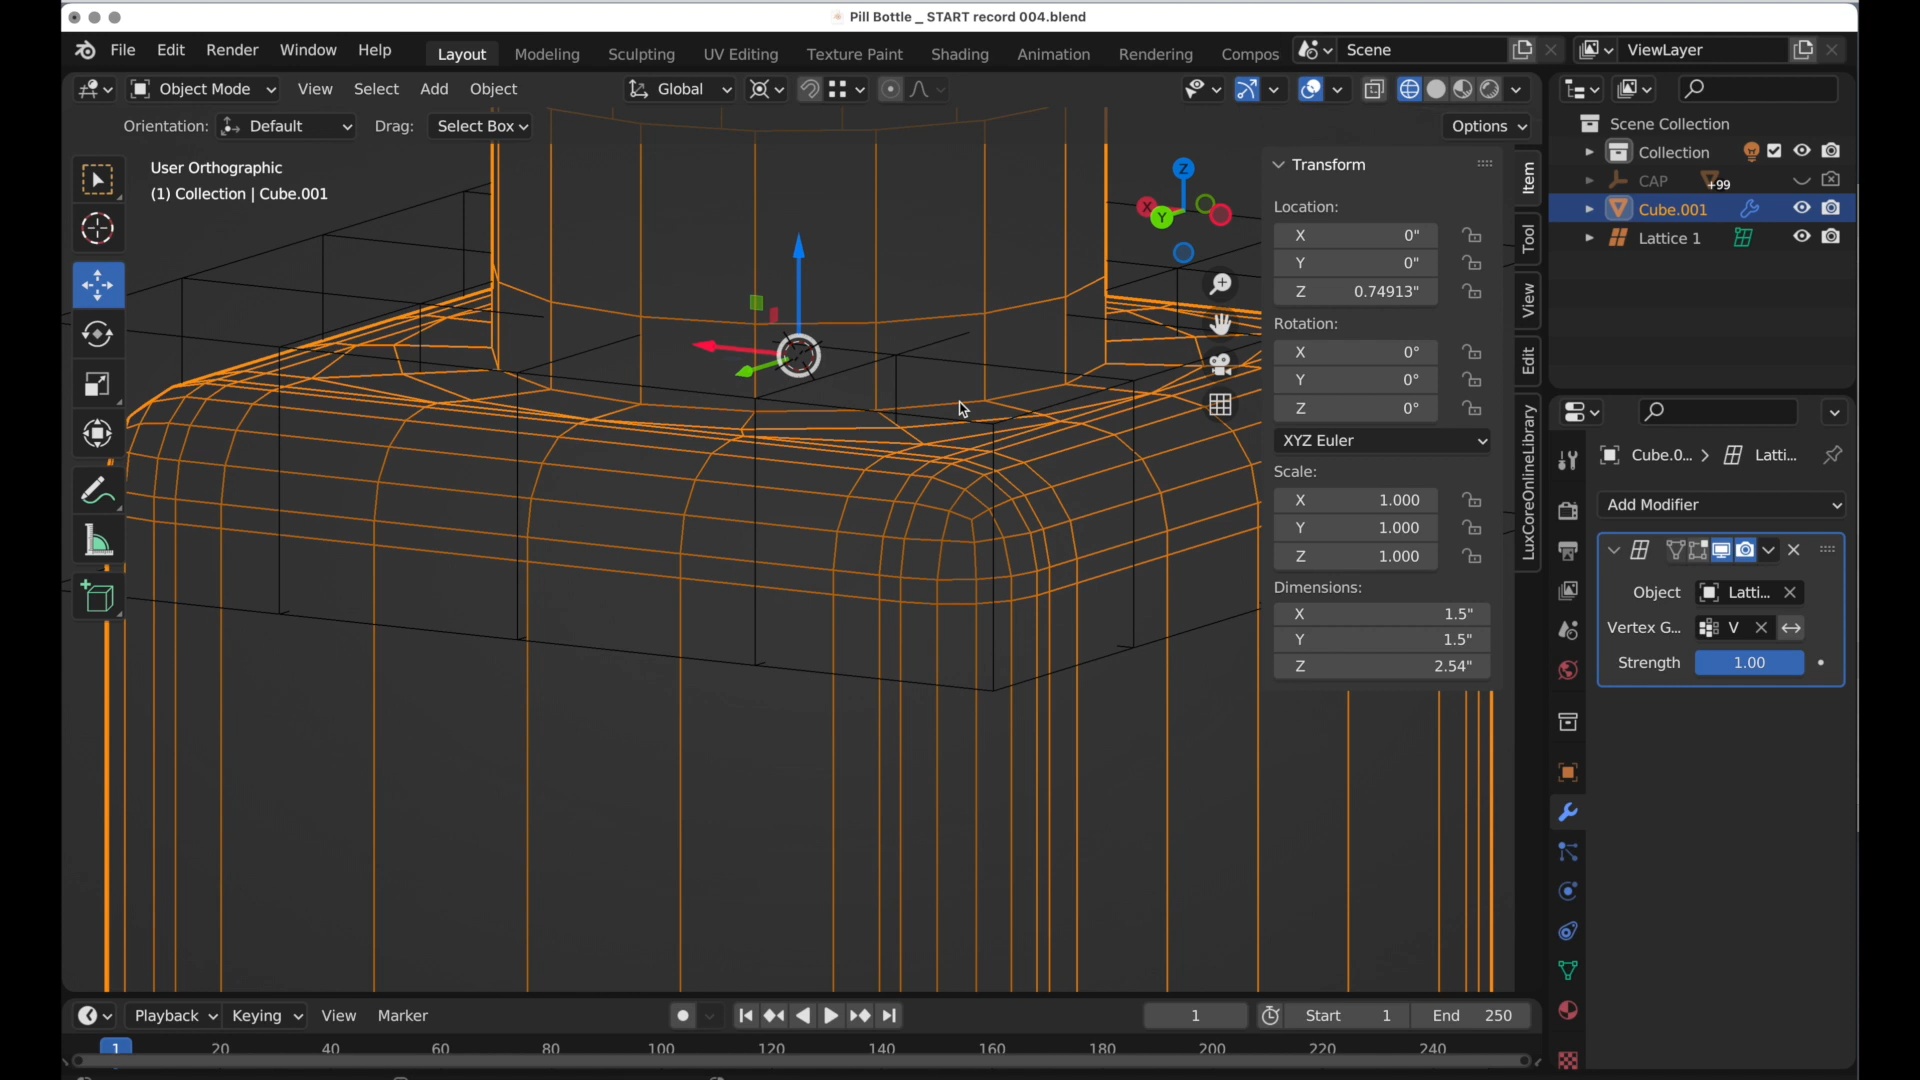 Pill Bottle _ START record 004.blend
File Edit Render Window Help Layout Modeling Sculpting UV Editing Texture Paint Shading Animation Rendering Compos Scene ViewLayer
Object Mode View Select Add Object Global
Orientation: Default Drag: Select Box Options
User Orthographic
(1) Collection | Cube.001
Z
X
Y
Transform
Location:
X 0"
Y 0"
Z 0.74913"
Rotation:
X 0°
Y 0°
Z 0°
XYZ Euler
Scale:
X 1.000
Y 1.000
Z 1.000
Dimensions:
X 1.5"
Y 1.5"
Z 2.54"
Item
Tool
View
Edit
LuxCoreOnlineLibrary
Scene Collection
Collection
CAP +99
Cube.001
Lattice 1
Cube.0... Latti...
Add Modifier
Object Latti...
Vertex G... V
Strength 1.00
Playback Keying View Marker 1 Start 1 End 250
1 20 40 60 80 100 120 140 160 180 200 220 240